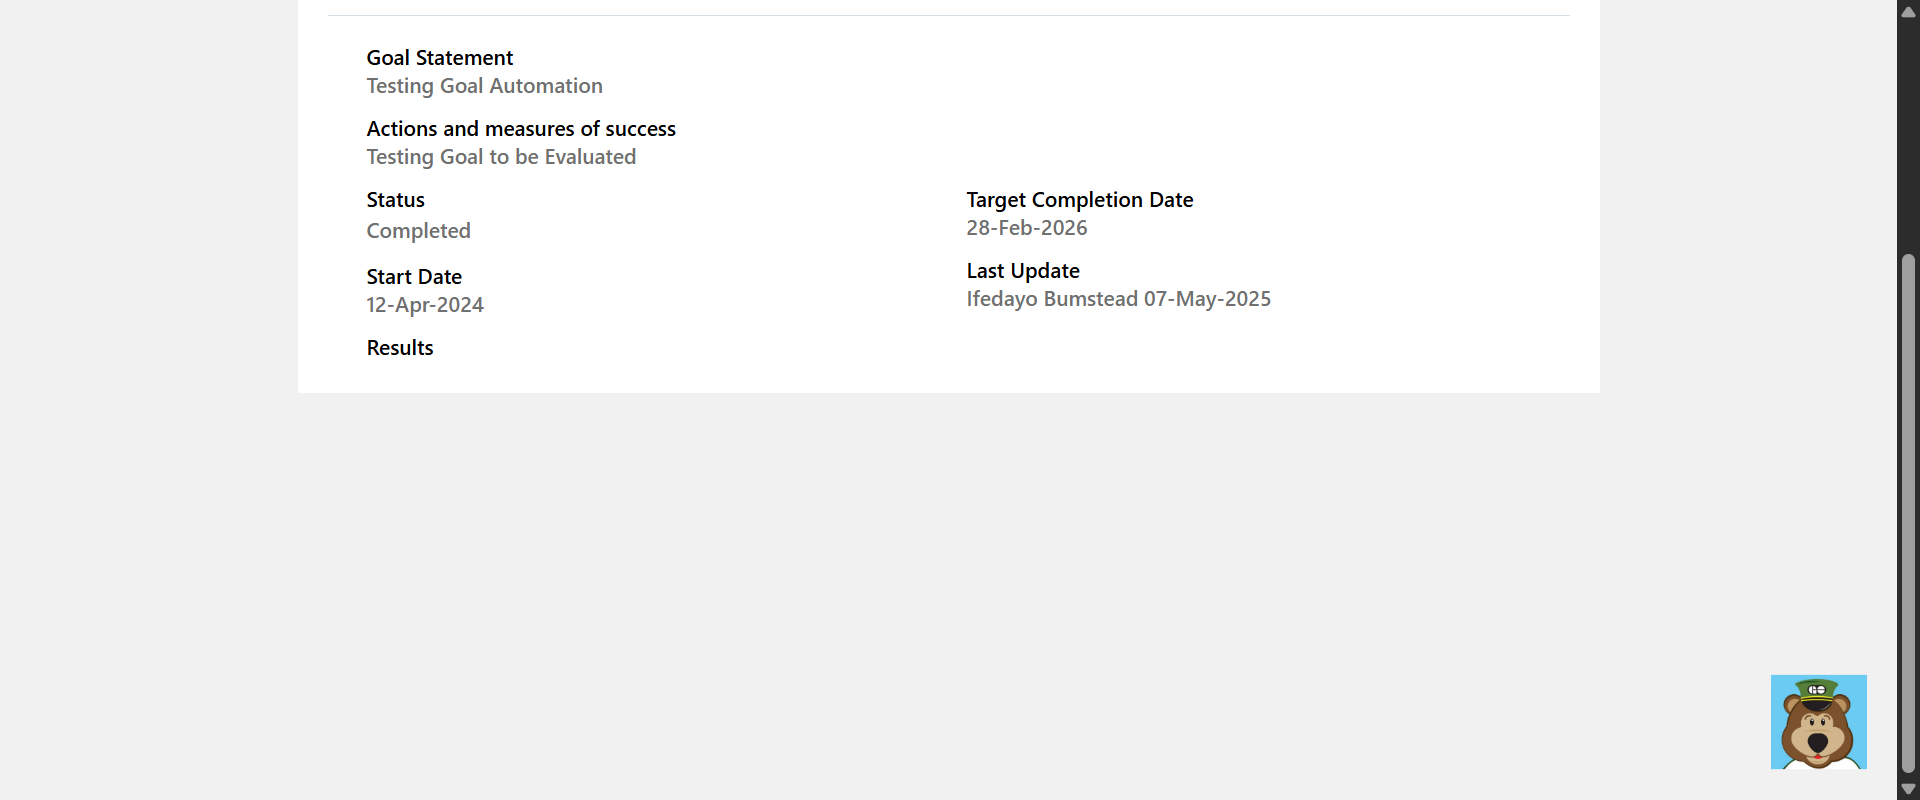 Goal Statement
Testing Goal Automation
Actions and measures of success
Testing Goal to be Evaluated
Status
Completed
Start Date
12-Apr-2024
Results
Target Completion Date
28-Feb-2026
Last Update
Ifedayo Bumstead 07-May-2025
GO